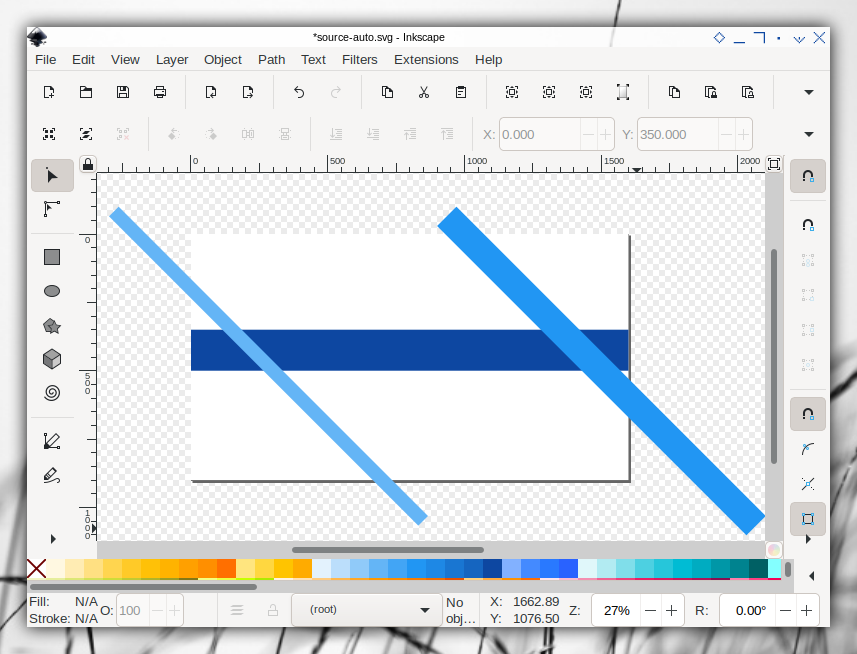 *source-auto.svg - Inkscape
File Edit View Layer Object Path Text Filters Extensions Help
X: 0.000 Y: 350.000
0 500 1000 1500 2000
0
500
1000
Fill: N/A
Stroke: N/A
O: 100
(root)
No
obj...
X: 1662.89
Y: 1076.50
Z: 27%
R: 0.00°